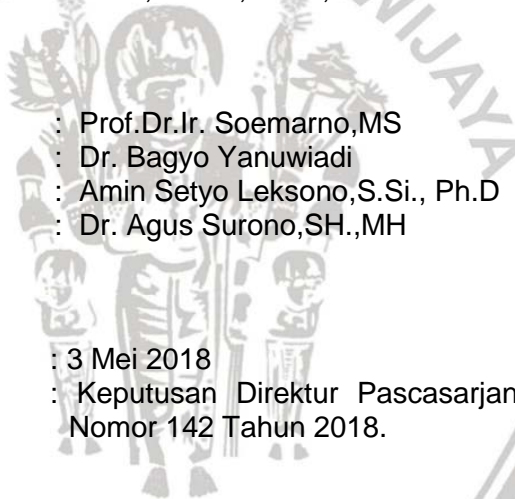 WIJAYA
: Prof.Dr.Ir. Soemarno,MS
: Dr. Bagyo Yanuwiadi
: Amin Setyo Leksono,S.Si., Ph.D
: Dr. Agus Surono,SH.,MH
: 3 Mei 2018
: Keputusan Direktur Pascasarjan
Nomor 142 Tahun 2018.